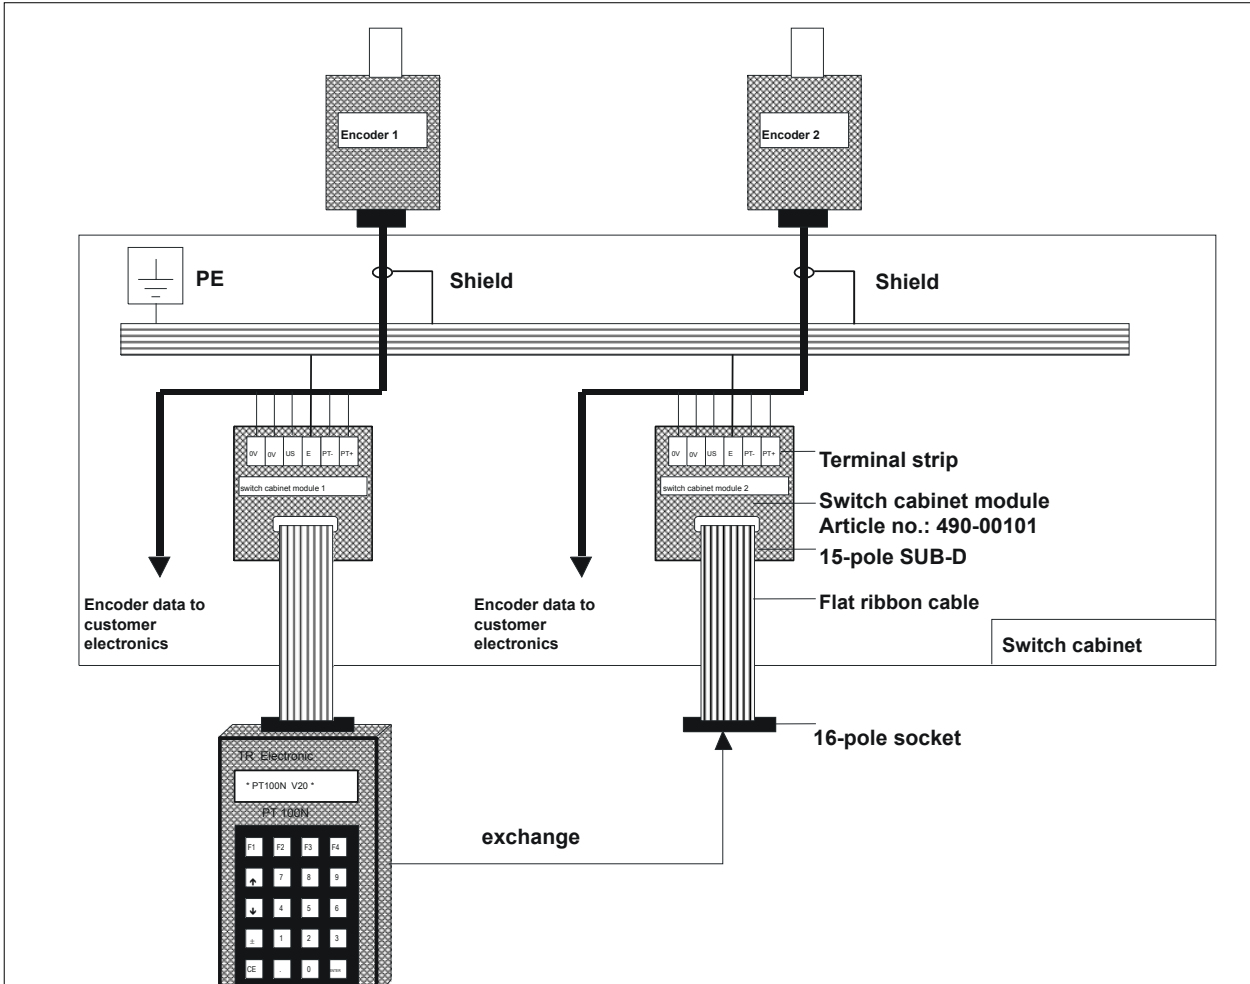 Encoder 1
Encoder 2
PE
Shield
Shield
0V 0V US E PT- PT+
0V 0V US E PT- PT+
Terminal strip
switch cabinet module 1
switch cabinet module 2
Switch cabinet module
Article no.: 490-00101
15-pole SUB-D
Encoder data to
customer
electronics
Encoder data to
customer
electronics
Flat ribbon cable
Switch cabinet
16-pole socket
TR Electronic
* PT100N V20 *
PT 100N
exchange
F1 F2 F3 F4
↑ 7 8 9
↓ 4 5 6
± 1 2 3
CE . 0 ENTER